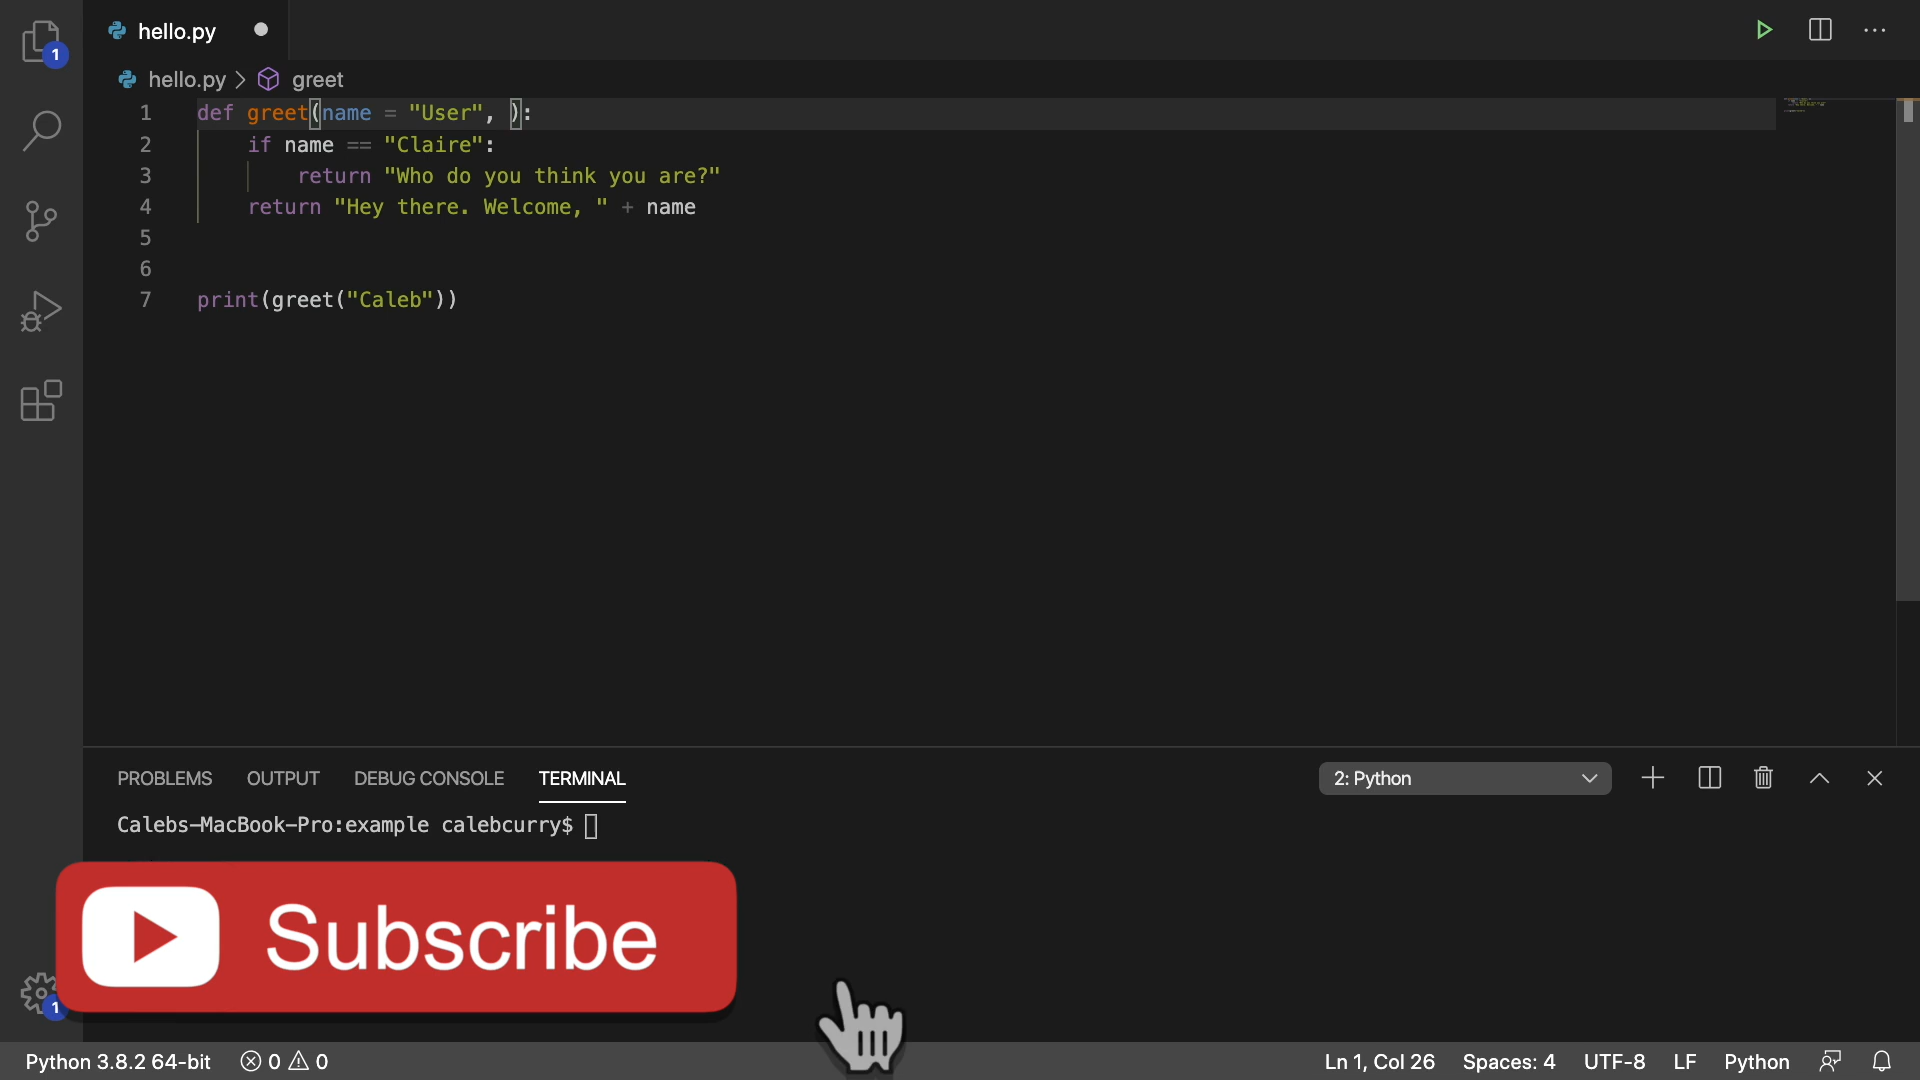 1
hello.py
hello.py > greet
1 def greet(name = "User", ):
2 if name == "Claire":
3 return "Who do you think you are?"
4 return "Hey there. Welcome, " + name
5
6
7 print(greet("Caleb"))
PROBLEMS OUTPUT DEBUG CONSOLE TERMINAL 2: Python
Calebs-MacBook-Pro:example calebcurry$
Subscribe
1
Python 3.8.2 64-bit 0 0 Ln 1, Col 26 Spaces: 4 UTF-8 LF Python